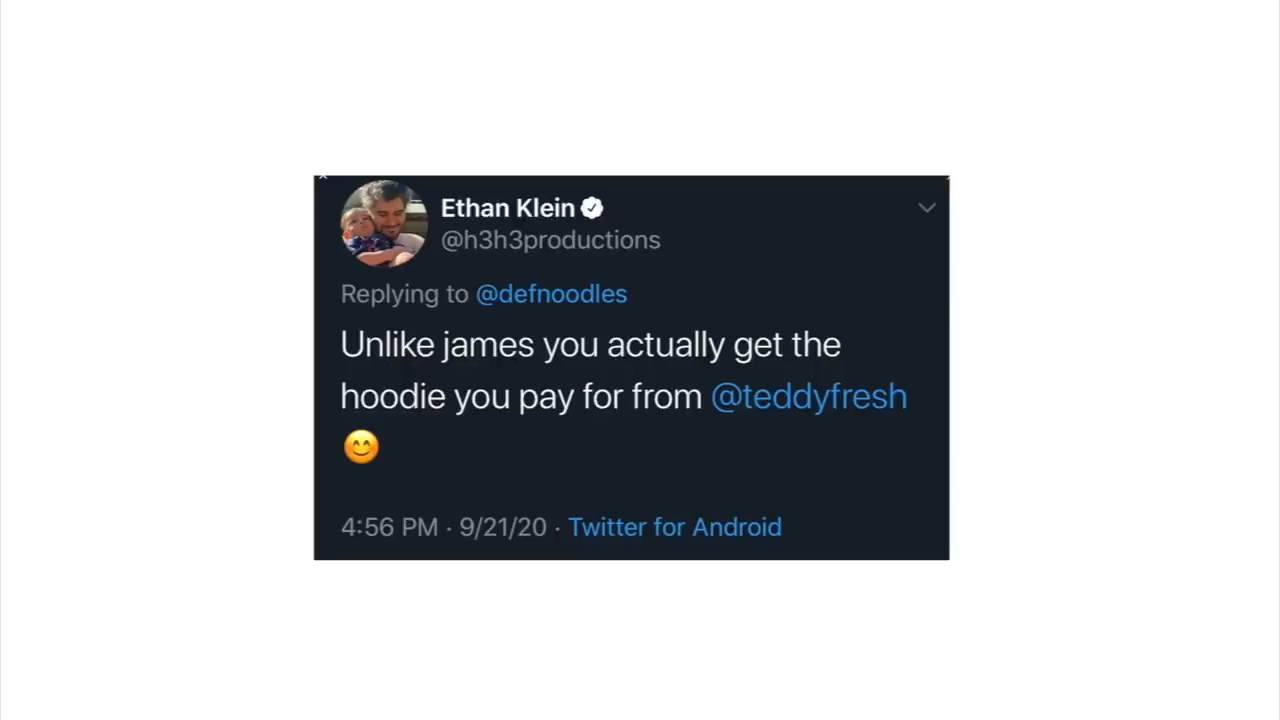 Ethan Klein
@h3h3productions
Replying to @defnoodles
Unlike james you actually get the
hoodie you pay for from @teddyfresh
😊
4:56 PM · 9/21/20 · Twitter for Android